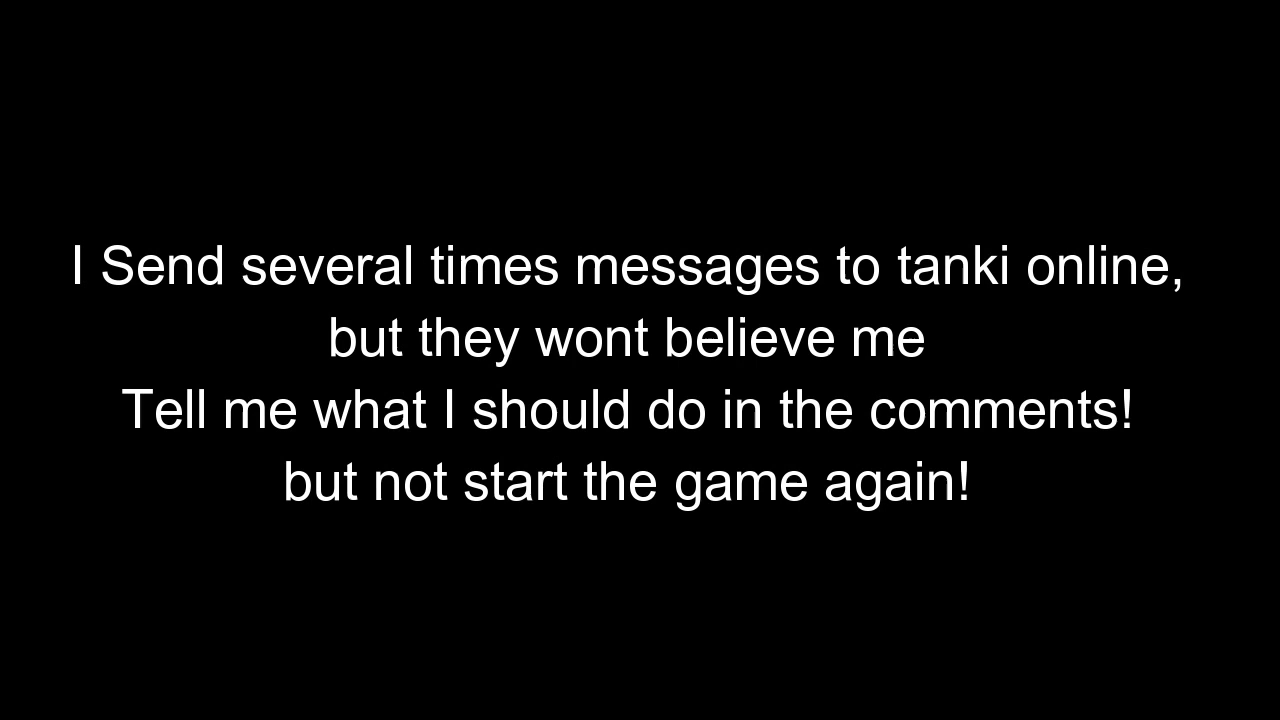 I Send several times messages to tanki online,
but they wont believe me
Tell me what I should do in the comments!
but not start the game again!